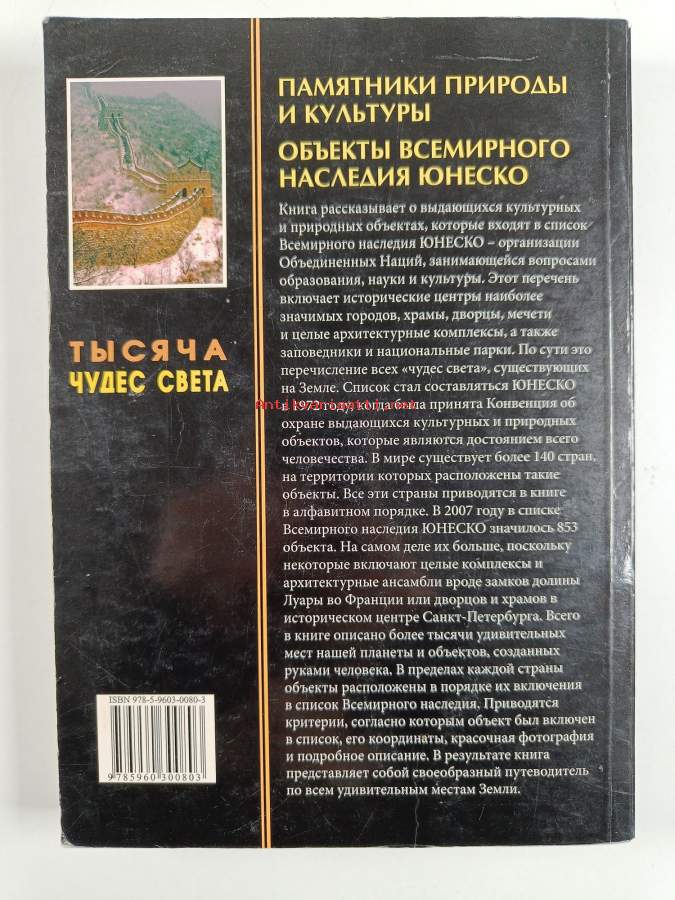 ПАМЯТНИКИ ПРИРОДЫ
И КУЛЬТУРЫ
ОБЪЕКТЫ ВСЕМИРНОГО
НАСЛЕДИЯ ЮНЕСКО
Книга рассказывает о выдающихся культурных
и природных объектах, которые входят в список
Всемирного наследия ЮНЕСКО – организации
Объединенных Наций, занимающейся вопросами
образования, науки и культуры. Этот перечень
включает исторические центры наиболее
значимых городов, храмы, дворцы, мечети
и целые архитектурные комплексы, а также
заповедники и национальные парки. По сути это
перечисление всех «чудес света», существующих
на Земле. Список стал составляться ЮНЕСКО
в 1972 году, когда была принята Конвенция об
охране выдающихся культурных и природных
объектов, которые являются достоянием всего
человечества. В мире существует более 140 стран,
на территории которых расположены такие
объекты. Все эти страны приводятся в книге
в алфавитном порядке. В 2007 году в списке
Всемирного наследия ЮНЕСКО значилось 853
объекта. На самом деле их больше, поскольку
некоторые включают целые комплексы и
архитектурные ансамбли вроде замков долины
Луары во Франции или дворцов и храмов в
историческом центре Санкт-Петербурга. Всего
в книге описано более тысячи удивительных
мест нашей планеты и объектов, созданных
руками человека. В пределах каждой страны
объекты расположены в порядке их включения
в список Всемирного наследия. Приводятся
критерии, согласно которым объект был включен
в список, его координаты, красочная фотография
и подробное описание. В результате книга
представляет собой своеобразный путеводитель
по всем удивительным местам Земли.
ТЫСЯЧА
ЧУДЕС СВЕТА
ISBN 978-5-9603-0080-3
9 785960 300803